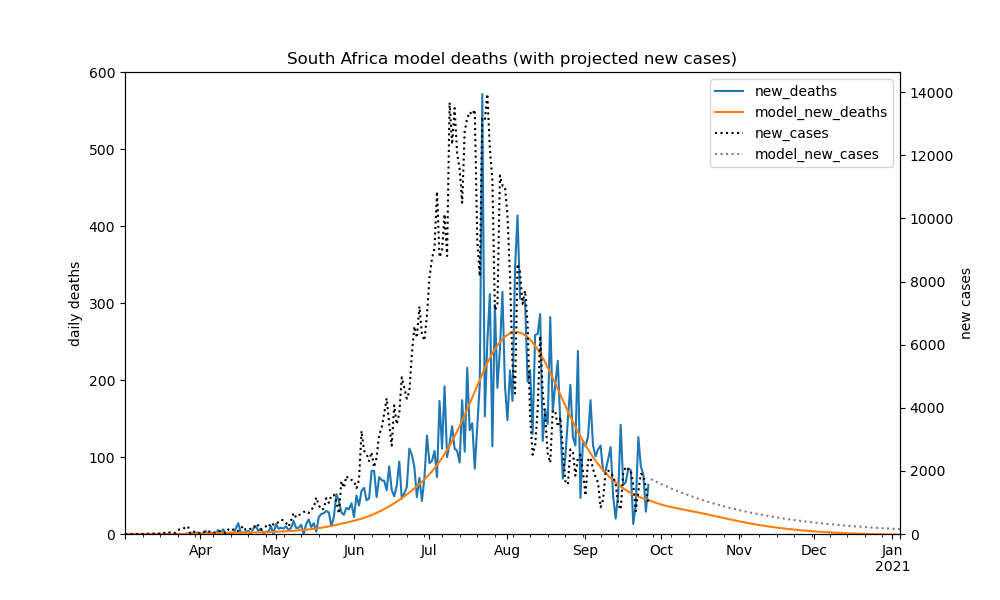 South Africa model deaths (with projected new cases)
600
500
400
300
200
100
0
daily deaths
14000
12000
10000
8000
6000
4000
2000
0
new cases
new_deaths
model_new_deaths
new_cases
model_new_cases
Apr May Jun Jul Aug Sep Oct Nov Dec Jan
2021